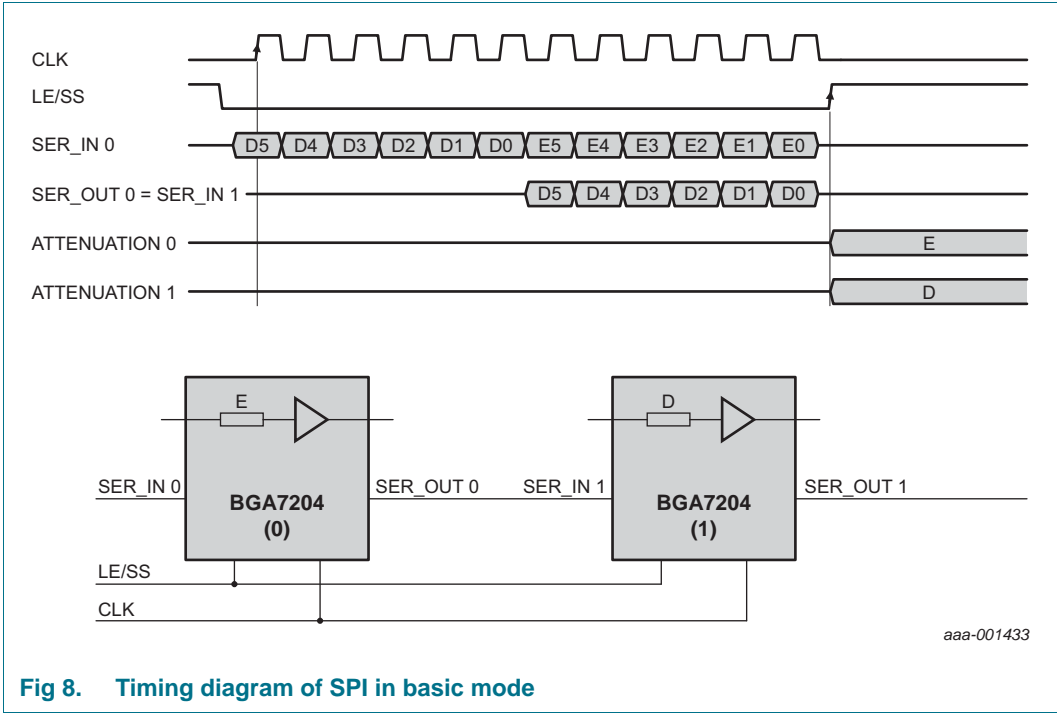 CLK
LE/SS
SER_IN 0 D5 D4 D3 D2 D1 D0 E5 E4 E3 E2 E1 E0
SER_OUT 0 = SER_IN 1 D5 D4 D3 D2 D1 D0
ATTENUATION 0 E
ATTENUATION 1 D
E D
SER_IN 0 SER_OUT 0 SER_IN 1 SER_OUT 1
BGA7204 BGA7204
(0) (1)
LE/SS
CLK
aaa-001433
Fig 8. Timing diagram of SPI in basic mode